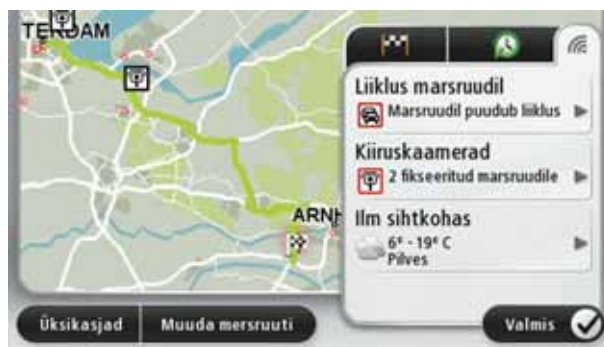 TERDAM
ARNH
Liiklus marsruudil
Marsruudil puudub liiklus
Kiiruskaamerad
2 fikseeritud marsruudile
Ilm sihtkohas
6° - 19° C
Pilves
Üksikasjad
Muuda mersruuti
Valmis